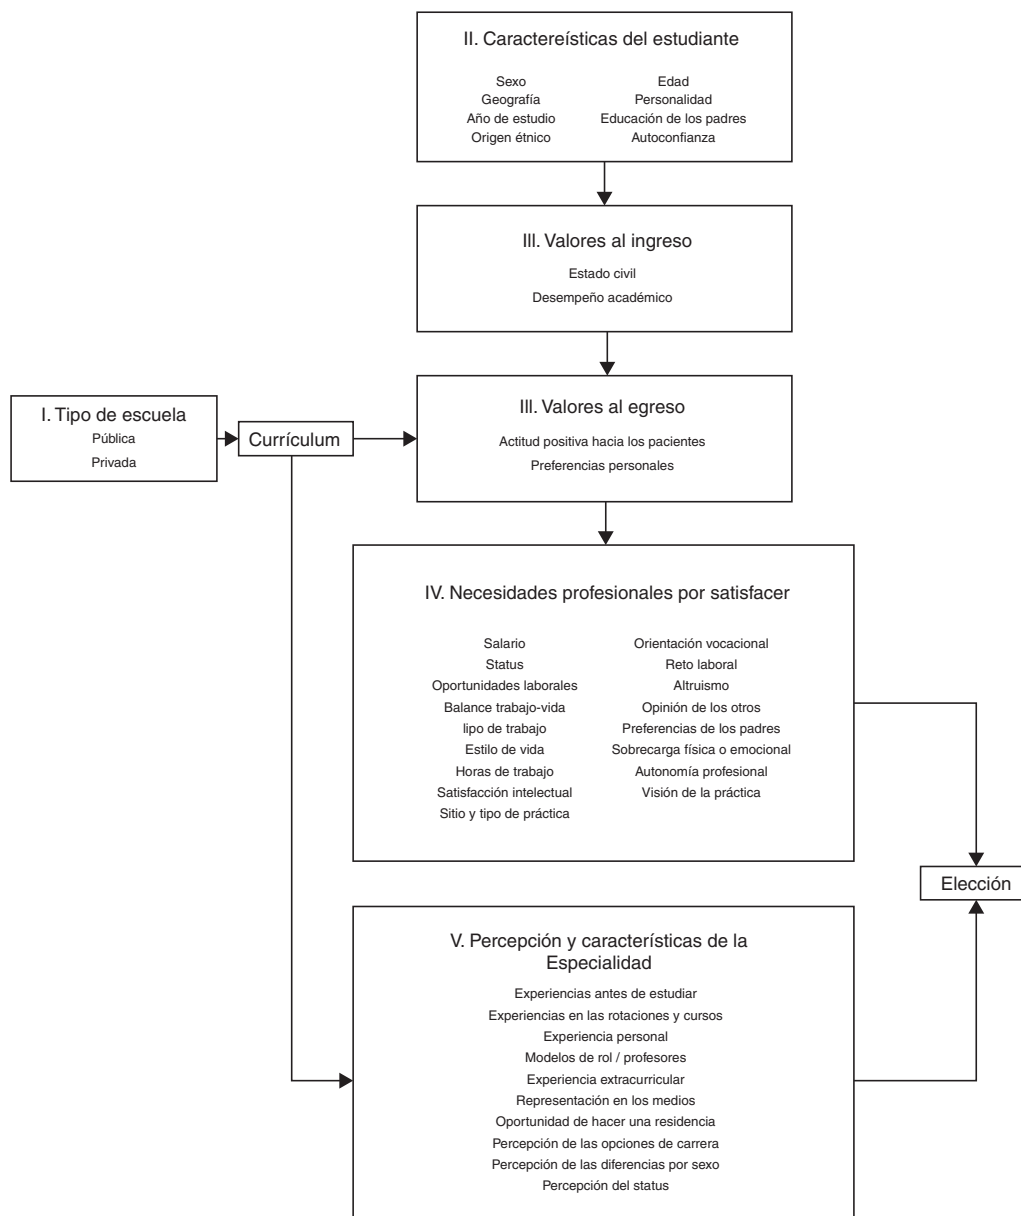 II. Caractereísticas del estudiante
Sexo
Geografía
Año de estudio
Origen étnico
Edad
Personalidad
Educación de los padres
Autoconfianza
III. Valores al ingreso
Estado civil
Desempeño académico
I. Tipo de escuela
Pública
Privada
Currículum
III. Valores al egreso
Actitud positiva hacia los pacientes
Preferencias personales
IV. Necesidades profesionales por satisfacer
Salario
Status
Oportunidades laborales
Balance trabajo-vida
lipo de trabajo
Estilo de vida
Horas de trabajo
Satisfacción intelectual
Sitio y tipo de práctica
Orientación vocacional
Reto laboral
Altruismo
Opinión de los otros
Preferencias de los padres
Sobrecarga física o emocional
Autonomía profesional
Visión de la práctica
Elección
V. Percepción y características de la
Especialidad
Experiencias antes de estudiar
Experiencias en las rotaciones y cursos
Experiencia personal
Modelos de rol / profesores
Experiencia extracurricular
Representación en los medios
Oportunidad de hacer una residencia
Percepción de las opciones de carrera
Percepción de las diferencias por sexo
Percepción del status